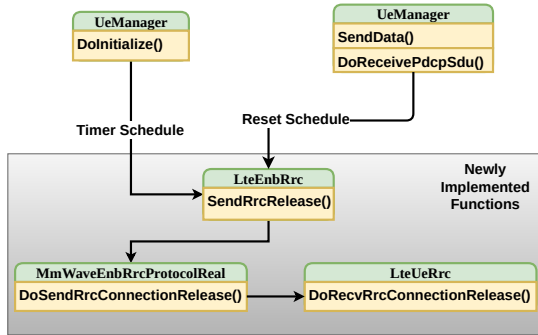 UeManager
DoInitialize()
UeManager
SendData()
DoReceivePdcpSdu()
Timer Schedule
Reset Schedule
Newly
Implemented
Functions
LteEnbRrc
SendRrcRelease()
MmWaveEnbRrcProtocolReal
DoSendRrcConnectionRelease()
LteUeRrc
DoRecvRrcConnectionRelease()